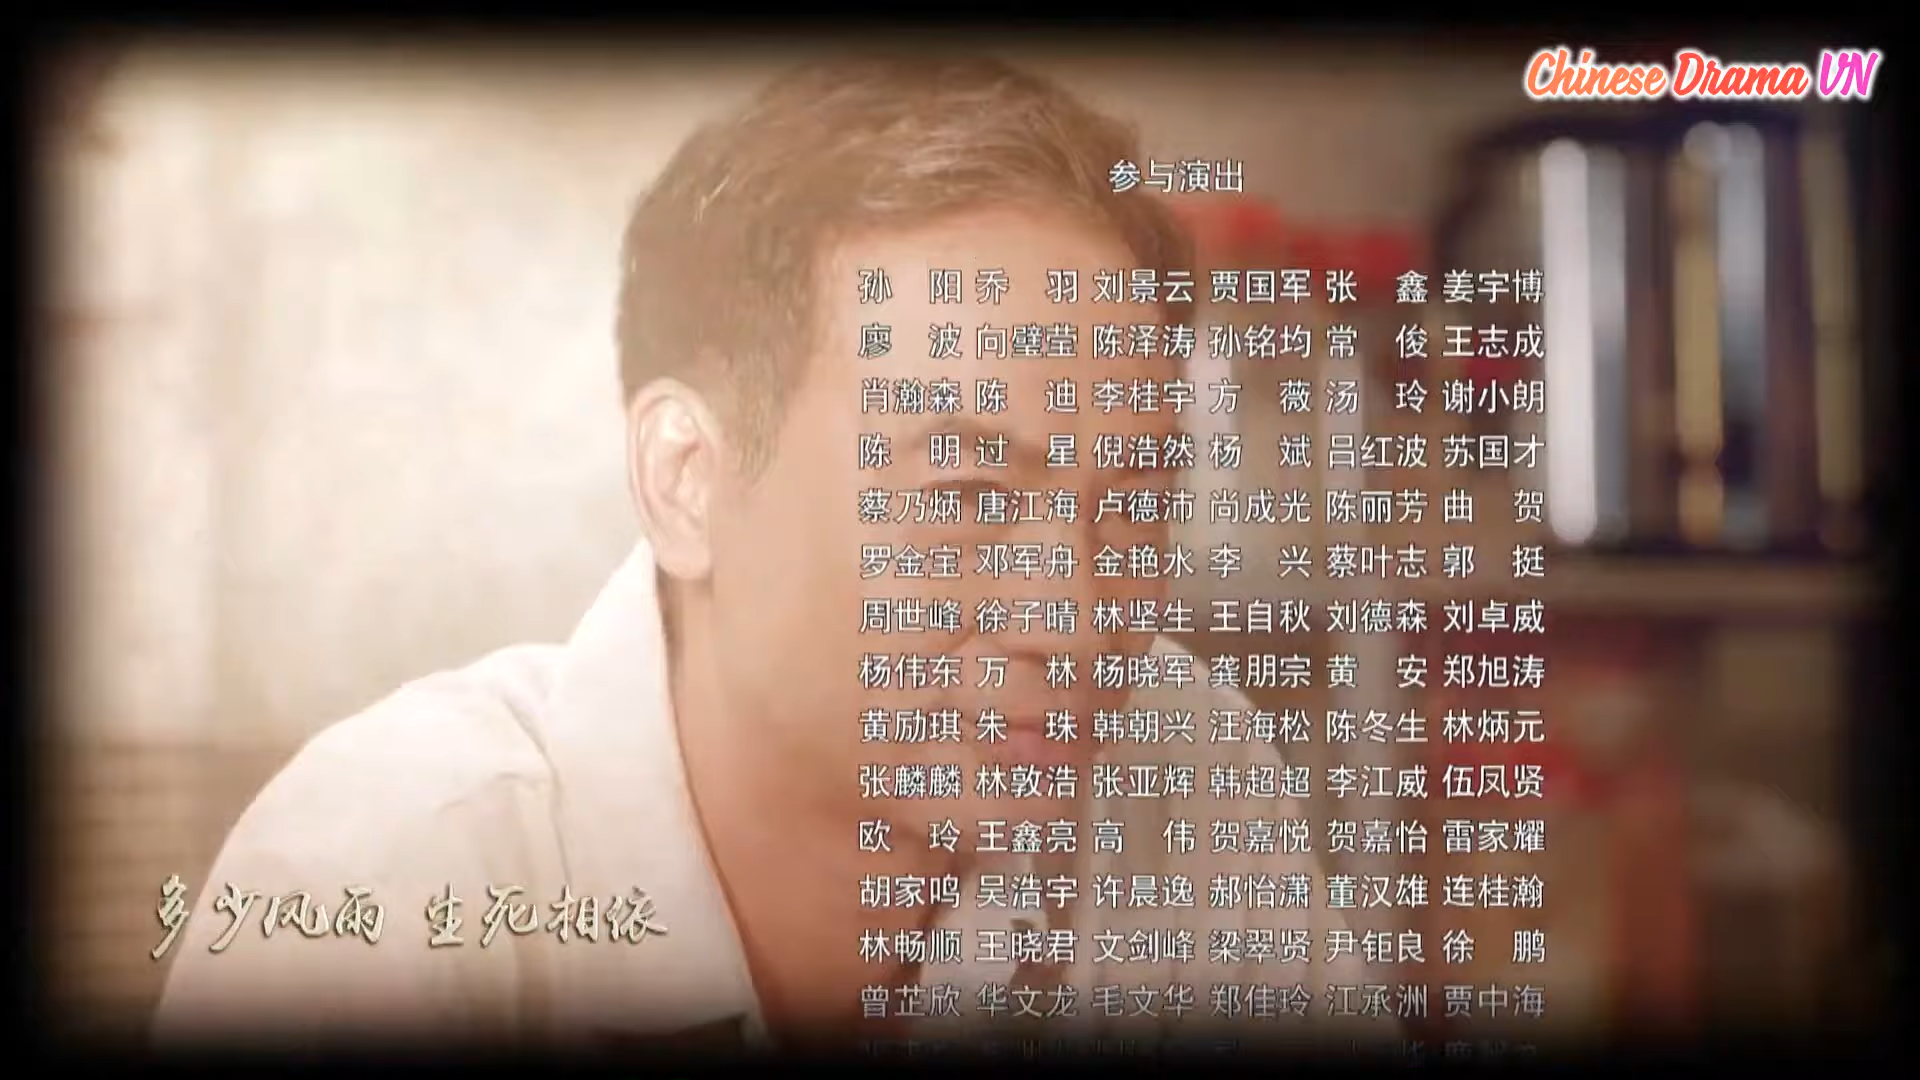 Chinese Drama VN
参与演出
孙 阳 乔 羽 刘景云 贾国军 张 鑫 姜宇博
廖 波 向璧莹 陈泽涛 孙铭均 常 俊 王志成
肖瀚森 陈 迪 李桂宇 方 薇 汤 玲 谢小朗
陈 明 过 星 倪浩然 杨 斌 吕红波 苏国才
蔡乃炳 唐江海 卢德沛 尚成光 陈丽芳 曲 贺
罗金宝 邓军舟 金艳水 李 兴 蔡叶志 郭 挺
周世峰 徐子晴 林坚生 王自秋 刘德森 刘卓威
杨伟东 万 林 杨晓军 龚朋宗 黄 安 郑旭涛
黄励琪 朱 珠 韩朝兴 汪海松 陈冬生 林炳元
张麟麟 林敦浩 张亚辉 韩超超 李江威 伍凤贤
欧 玲 王鑫亮 高 伟 贺嘉悦 贺嘉怡 雷家耀
胡家鸣 吴浩宇 许晨逸 郝怡潇 董汉雄 连桂瀚
林畅顺 王晓君 文剑峰 梁翠贤 尹钜良 徐 鹏
曾芷欣 华文龙 毛文华 郑佳玲 江承洲 贾中海
多少风雨 生死相依